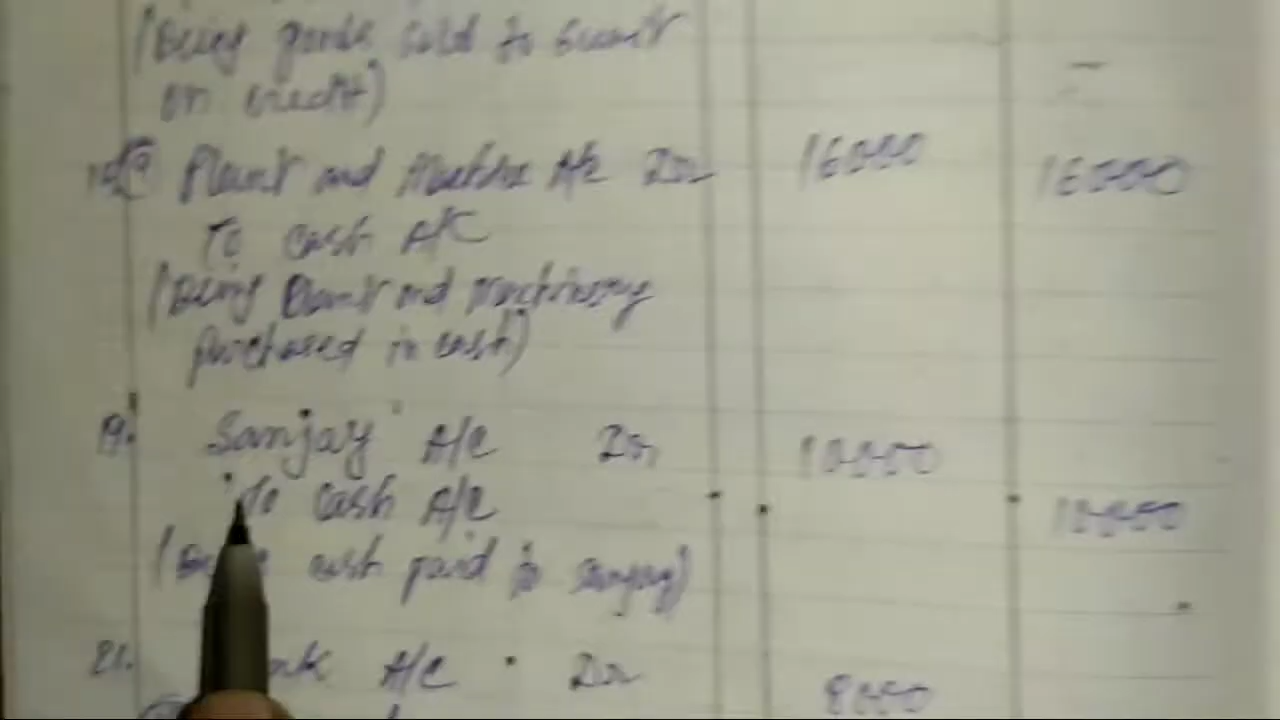 (Being goods sold to Sumit
on credit)
Plant and Machine A/c Dr 16000 16000
To cash A/c
(Being Plant and Machinery
purchased in cash)
19. Sanjay A/c Dr, 10000
To Cash A/c 10000
cash paid to Sanjay)
21. A/c Dr 8000